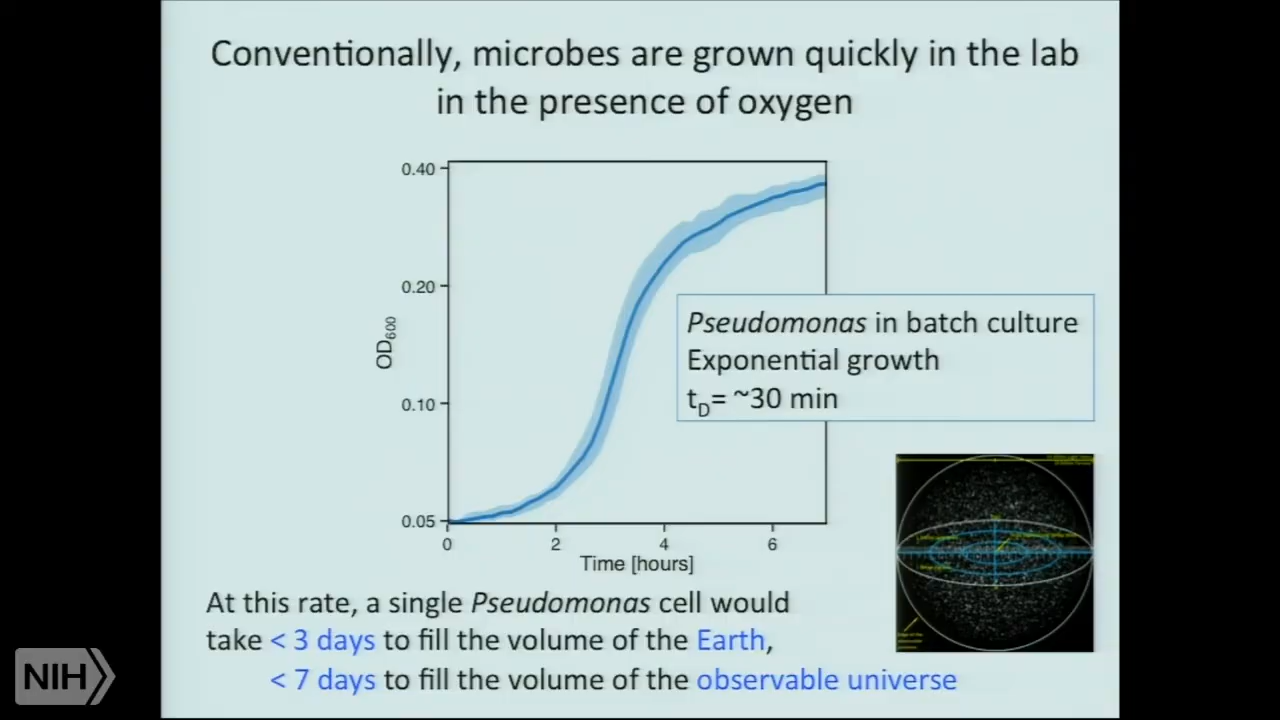 Conventionally, microbes are grown quickly in the lab
in the presence of oxygen
0.40
0.20
0.10
0.05
OD600
0
2
4
6
Time [hours]
Pseudomonas in batch culture
Exponential growth
tD= ~30 min
At this rate, a single Pseudomonas cell would
take < 3 days to fill the volume of the Earth,
< 7 days to fill the volume of the observable universe
NIH